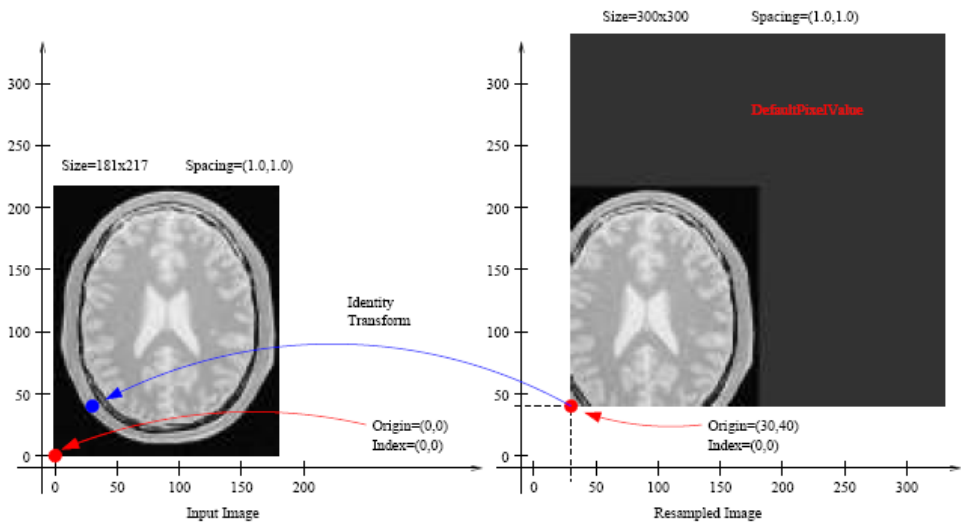 Size=300x300 Spacing=(1.0,1.0)
300
250
200
150
100
50
0
DefaultPixelValue
300
250
200
150
100
50
0
Size=181x217 Spacing=(1.0,1.0)
Identity
Transform
Origin=(0,0)
Index=(0,0)
Origin=(30,40)
Index=(0,0)
0 50 100 150 200
0 50 100 150 200 250 300
Input Image
Resampled Image